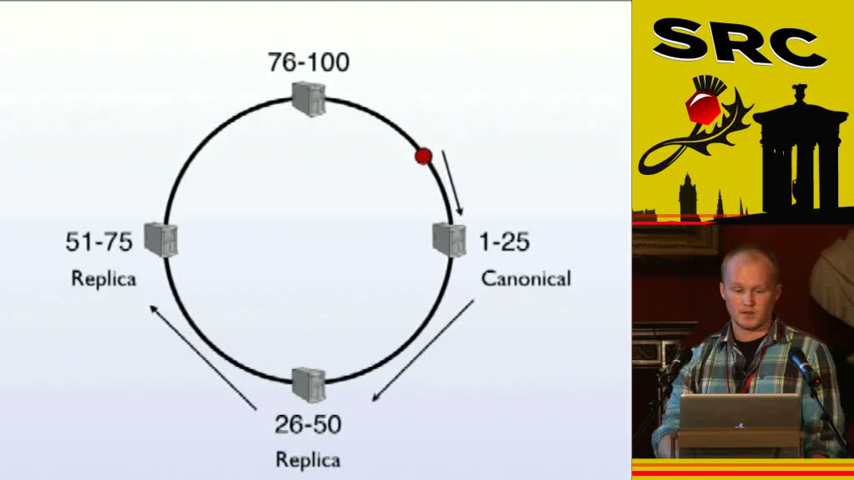 76-100
SRC
51-75
Replica
1-25
Canonical
26-50
Replica